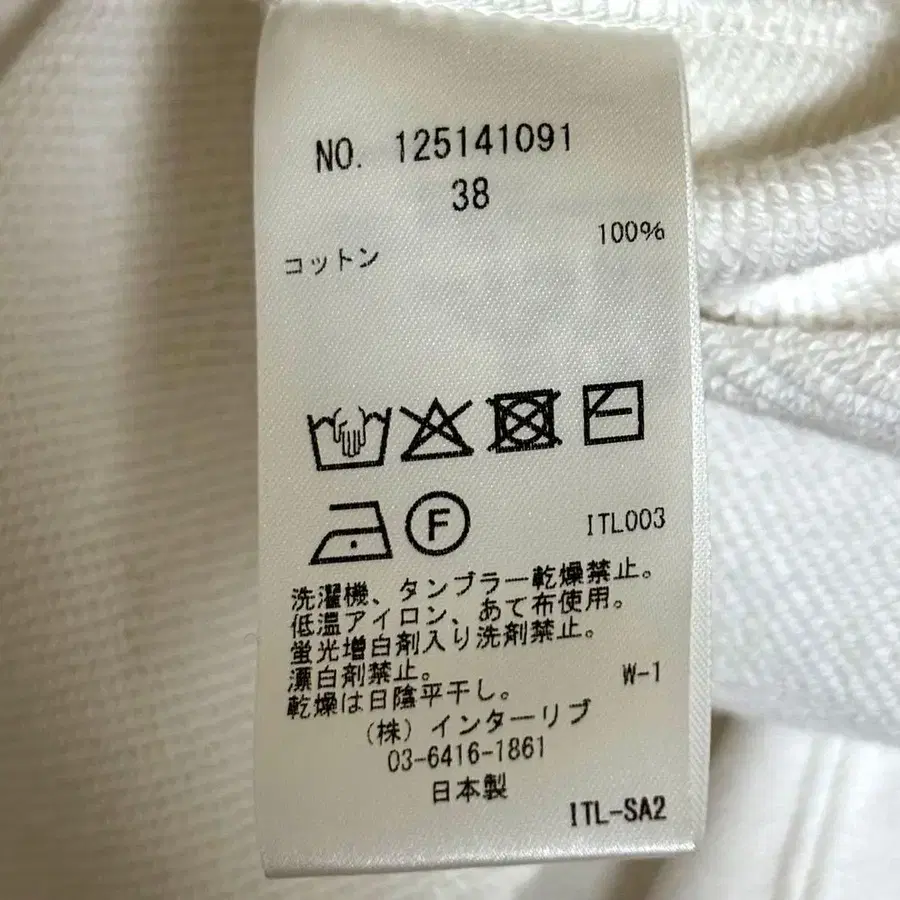 NO. 125141091
38
コットン 100%
F
ITL003
洗濯機、タンブラー乾燥禁止。
低温アイロン、あて布使用。
蛍光増白剤入り洗剤禁止。
漂白剤禁止。
乾燥は日陰平干し。
W-1
(株) インターリブ
03-6416-1861
日本製
ITL-SA2